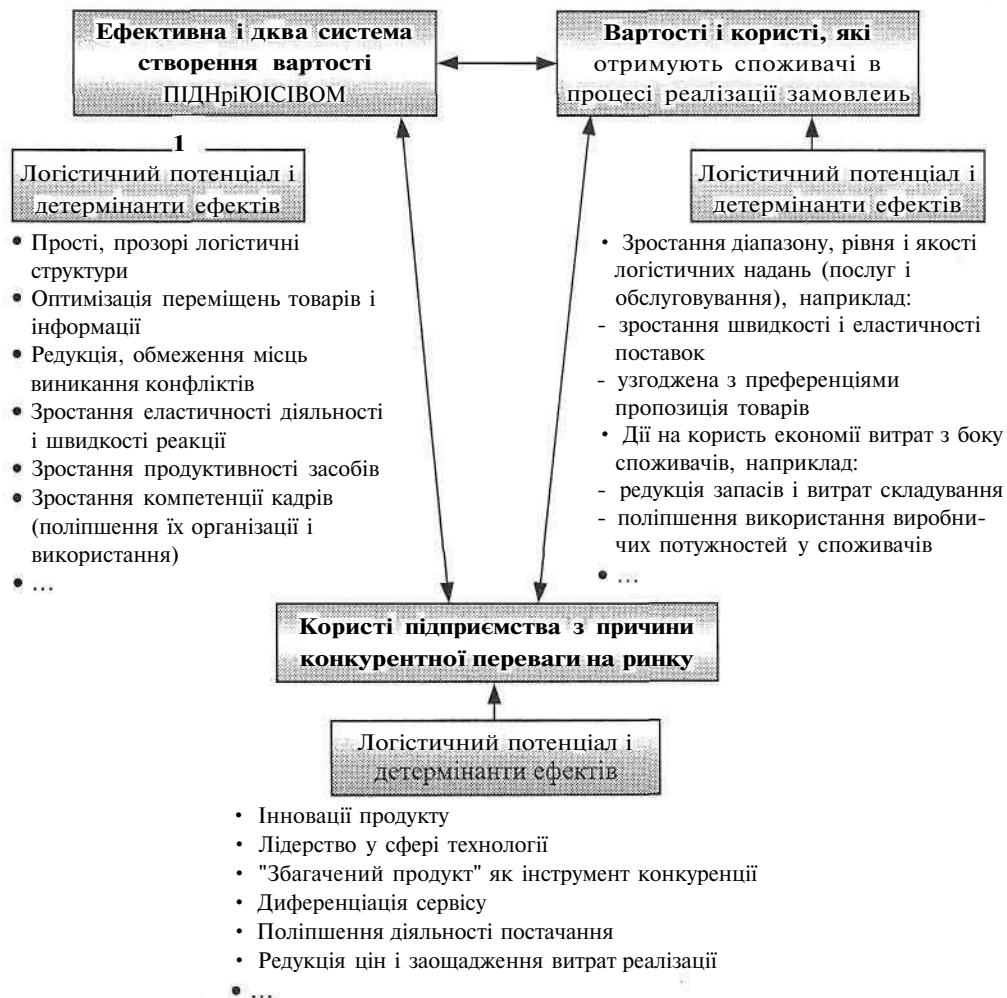 Ефективна і дква система
створення вартості
ПІДНріЮІСІВОМ
Вартості і користі, які
отримують споживачі в
процесі реалізації замовлень
1
Логістичний потенціал і
детермінанти ефектів
• Прості, прозорі логістичні
структури
• Оптимізація переміщень товарів і
інформації
• Редукція, обмеження місць
виникання конфліктів
• Зростання еластичності діяльності
і швидкості реакції
• Зростання продуктивності засобів
• Зростання компетенції кадрів
(поліпшення їх організації і
використання)
• ...
Логістичний потенціал і
детермінанти ефектів
• Зростання діапазону, рівня і якості
логістичних надань (послуг і
обслуговування), наприклад:
- зростання швидкості і еластичності
поставок
- узгоджена з преференціями
пропозиція товарів
• Дії на користь економії витрат з боку
споживачів, наприклад:
- редукція запасів і витрат складування
- поліпшення використання виробни-
чих потужностей у споживачів
• ...
Користі підприємства з причини
конкурентної переваги на ринку
Логістичний потенціал і
детермінанти ефектів
• Інновації продукту
• Лідерство у сфері технології
• "Збагачений продукт" як інструмент конкуренції
• Диференціація сервісу
• Поліпшення діяльності постачання
• Редукція цін і заощадження витрат реалізації
• ...